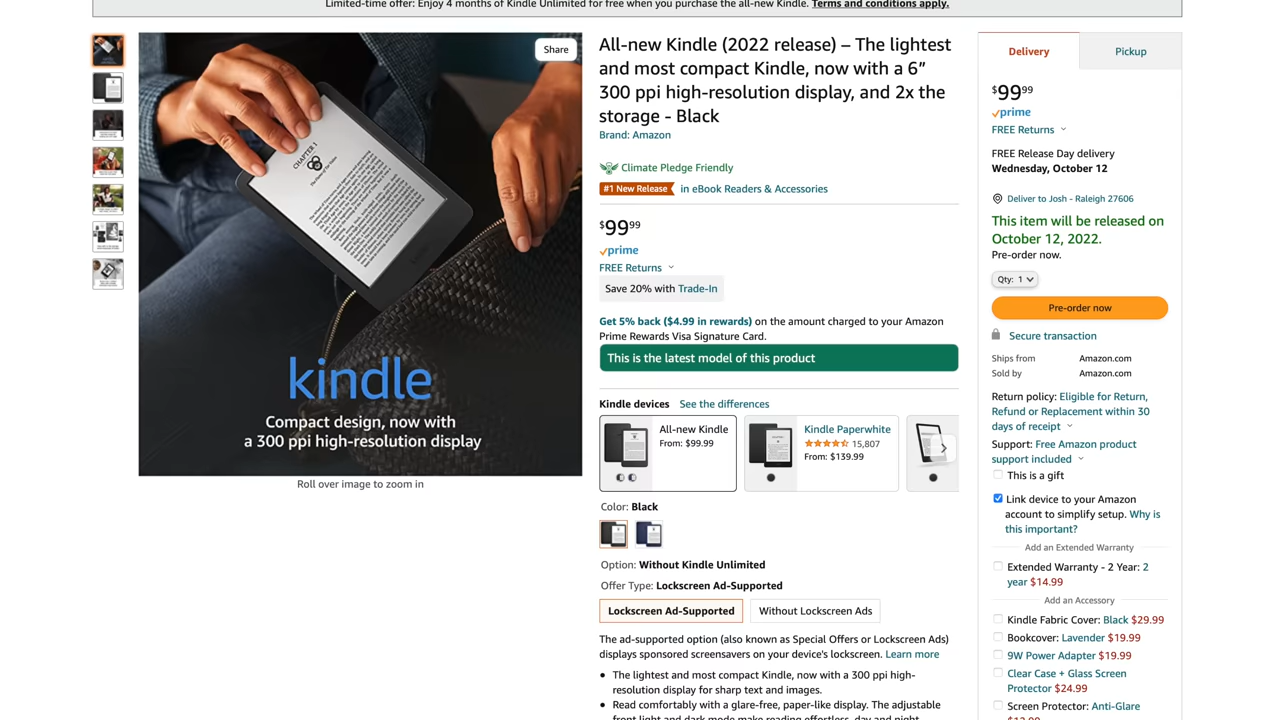 Limited-time offer: Enjoy 4 months of Kindle Unlimited for free when you purchase the all-new Kindle. Terms and conditions apply.
Share
CHAPTER 1
kindle
Compact design, now with
a 300 ppi high-resolution display
Roll over image to zoom in
All-new Kindle (2022 release) – The lightest
and most compact Kindle, now with a 6”
300 ppi high-resolution display, and 2x the
storage - Black
Brand: Amazon
Climate Pledge Friendly
#1 New Release in eBook Readers & Accessories
$99 99
prime
FREE Returns
Save 20% with Trade-In
Get 5% back ($4.99 in rewards) on the amount charged to your Amazon
Prime Rewards Visa Signature Card.
This is the latest model of this product
Kindle devices See the differences
All-new Kindle
From: $99.99
Kindle Paperwhite
15,807
From: $139.99
Color: Black
Option: Without Kindle Unlimited
Offer Type: Lockscreen Ad-Supported
Lockscreen Ad-Supported Without Lockscreen Ads
The ad-supported option (also known as Special Offers or Lockscreen Ads)
displays sponsored screensavers on your device's lockscreen. Learn more
• The lightest and most compact Kindle, now with a 300 ppi high-
resolution display for sharp text and images.
• Read comfortably with a glare-free, paper-like display. The adjustable
front light and dark mode make reading effortless, day and night.
Delivery Pickup
$99 99
prime
FREE Returns
FREE Release Day delivery
Wednesday, October 12
Deliver to Josh - Raleigh 27606
This item will be released on
October 12, 2022.
Pre-order now.
Qty: 1
Pre-order now
Secure transaction
Ships from Amazon.com
Sold by Amazon.com
Return policy: Eligible for Return,
Refund or Replacement within 30
days of receipt
Support: Free Amazon product
support included
This is a gift
Link device to your Amazon
account to simplify setup. Why is
this important?
Add an Extended Warranty
Extended Warranty - 2 Year: 2
year $14.99
Add an Accessory
Kindle Fabric Cover: Black $29.99
Bookcover: Lavender $19.99
9W Power Adapter $19.99
Clear Case + Glass Screen
Protector $24.99
Screen Protector: Anti-Glare